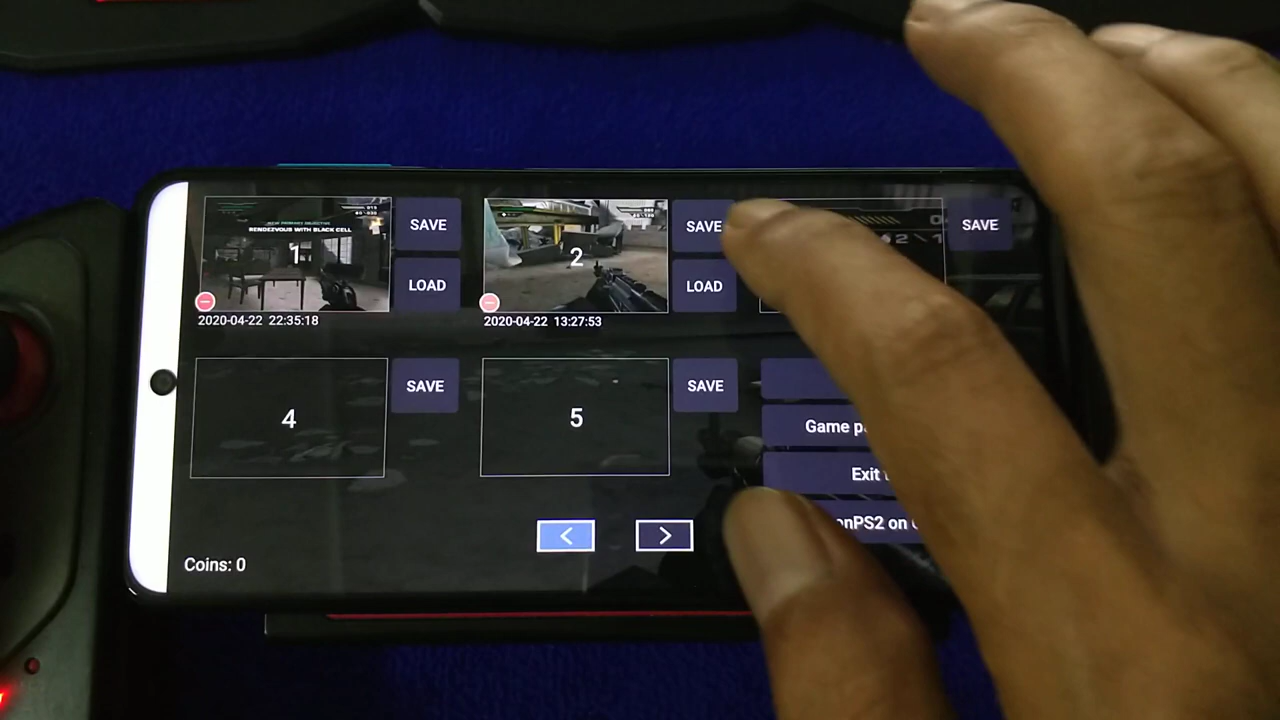 NEW PRIMARY OBJECTIVE
RENDEZVOUS WITH BLACK CELL
1
SAVE
LOAD
2020-04-22 22:35:18
2
SAVE
LOAD
2020-04-22 13:27:53
SAVE
4
SAVE
5
SAVE
Game p
Exit
onPS2 on
Coins: 0